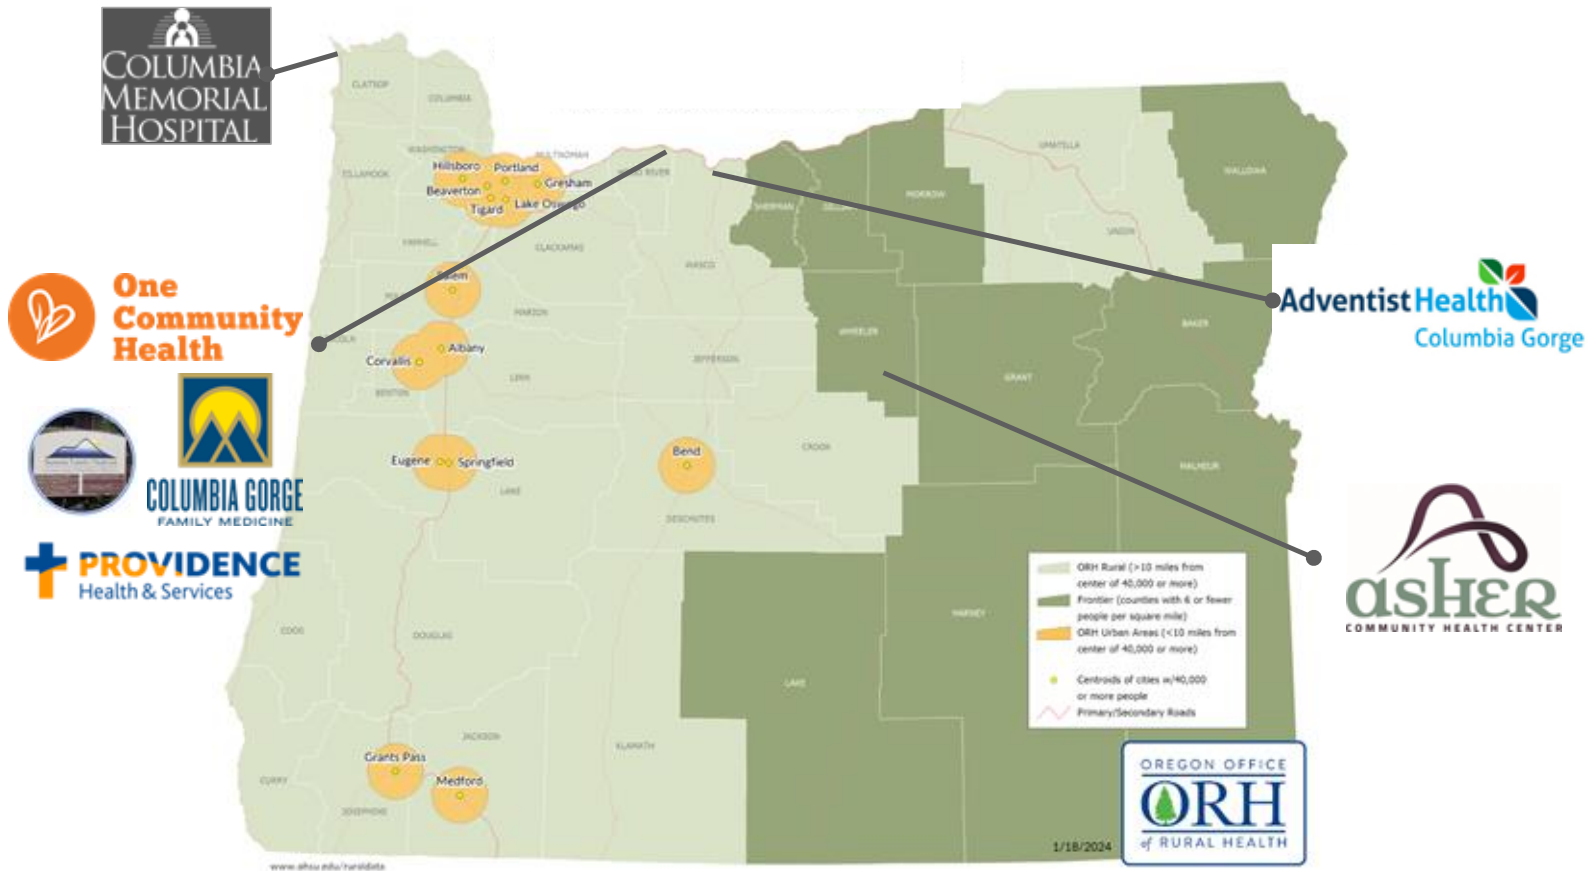 COLUMBIA
MEMORIAL
HOSPITAL
CLATSOP
COLUMBIA
WASHINGTON
MULTNOMAH
HOOD RIVER
TILLAMOOK
Hillsboro
Portland
Gresham
Beaverton
Tigard
Lake Oswego
YAMHILL
CLACKAMAS
WASCO
SHERMAN
MORROW
UMATILLA
UNION
WALLOWA
Salem
MARION
Albany
Corvallis
LINN
BENTON
JEFFERSON
WHEELER
GRANT
BAKER
One
Community
Health
Adventist Health
Columbia Gorge
COLUMBIA GORGE
FAMILY MEDICINE
PROVIDENCE
Health & Services
Eugene
Springfield
LANE
Bend
CROOK
DESCHUTES
MALHEUR
asHER
COMMUNITY HEALTH CENTER
ORH Rural (>10 miles from
center of 40,000 or more)
Frontier (counties with 6 or fewer
people per square mile)
ORH Urban Areas (<10 miles from
center of 40,000 or more)
Centroids of cities w/40,000
or more people
Primary/Secondary Roads
COOS
DOUGLAS
LAKE
HARNEY
KLAMATH
JACKSON
CURRY
JOSEPHINE
Grants Pass
Medford
OREGON OFFICE
ORH
of RURAL HEALTH
1/18/2024
www.ohsu.edu/ruraldata